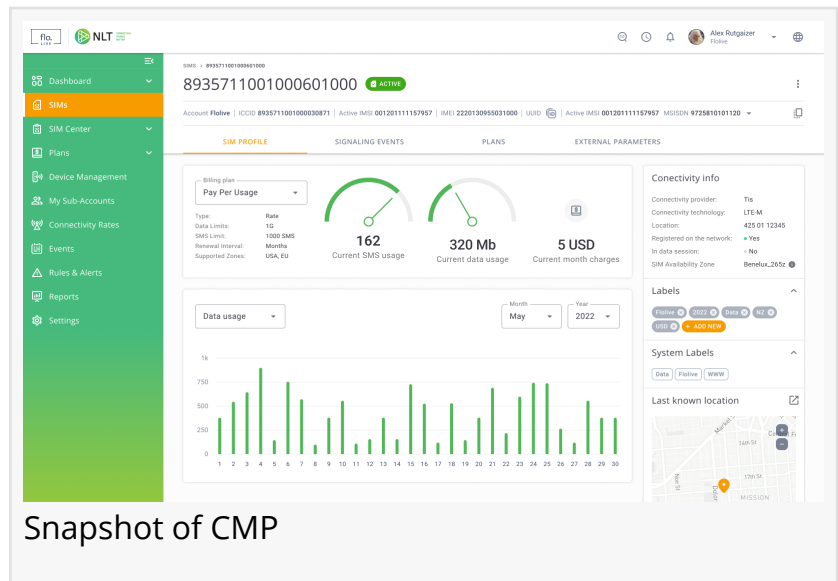 flo.
LIVE
NLT
Alex Rutgaizer
Flolive
SIMS > 8935711001000601000
8935711001000601000 ACTIVE
Account Flolive | ICCID 8935711001000030871 | Active IMSI 001201111157957 | IMEI 2220130955031000 | UUID | Active IMSI 001201111157957 MSISDN 9725810101120
Dashboard
SIMs
SIM Center
Plans
Device Management
My Sub-Accounts
Connectivity Rates
Events
Rules & Alerts
Reports
Settings
SIM PROFILE SIGNALING EVENTS PLANS EXTERNAL PARAMETERS
Billing plan
Pay Per Usage
Type: Rate
Data Limits: 1G
SMS Limit: 1000 SMS
Renewal Interval: Months
Supported Zones: USA, EU
162
Current SMS usage
320 Mb
Current data usage
5 USD
Current month charges
Data usage
Month
May
Year
2022
1k
750
500
250
0
1 2 3 4 5 6 7 8 9 10 11 12 13 14 15 16 17 18 19 20 21 22 23 24 25 26 27 28 29 30
Conectivity info
Connectivity provider: Tis
Connectivity technology: LTE-M
Location: 425 01 12345
Registered on the network: Yes
In data session: No
SIM Availability Zone Benelux_265z
Labels
Flolive 2022 Data NZ
USD + ADD NEW
System Labels
Data Flolive WWW
Last known location
Market
14th St
17th St
Noe St
MISSION
Snapshot of CMP